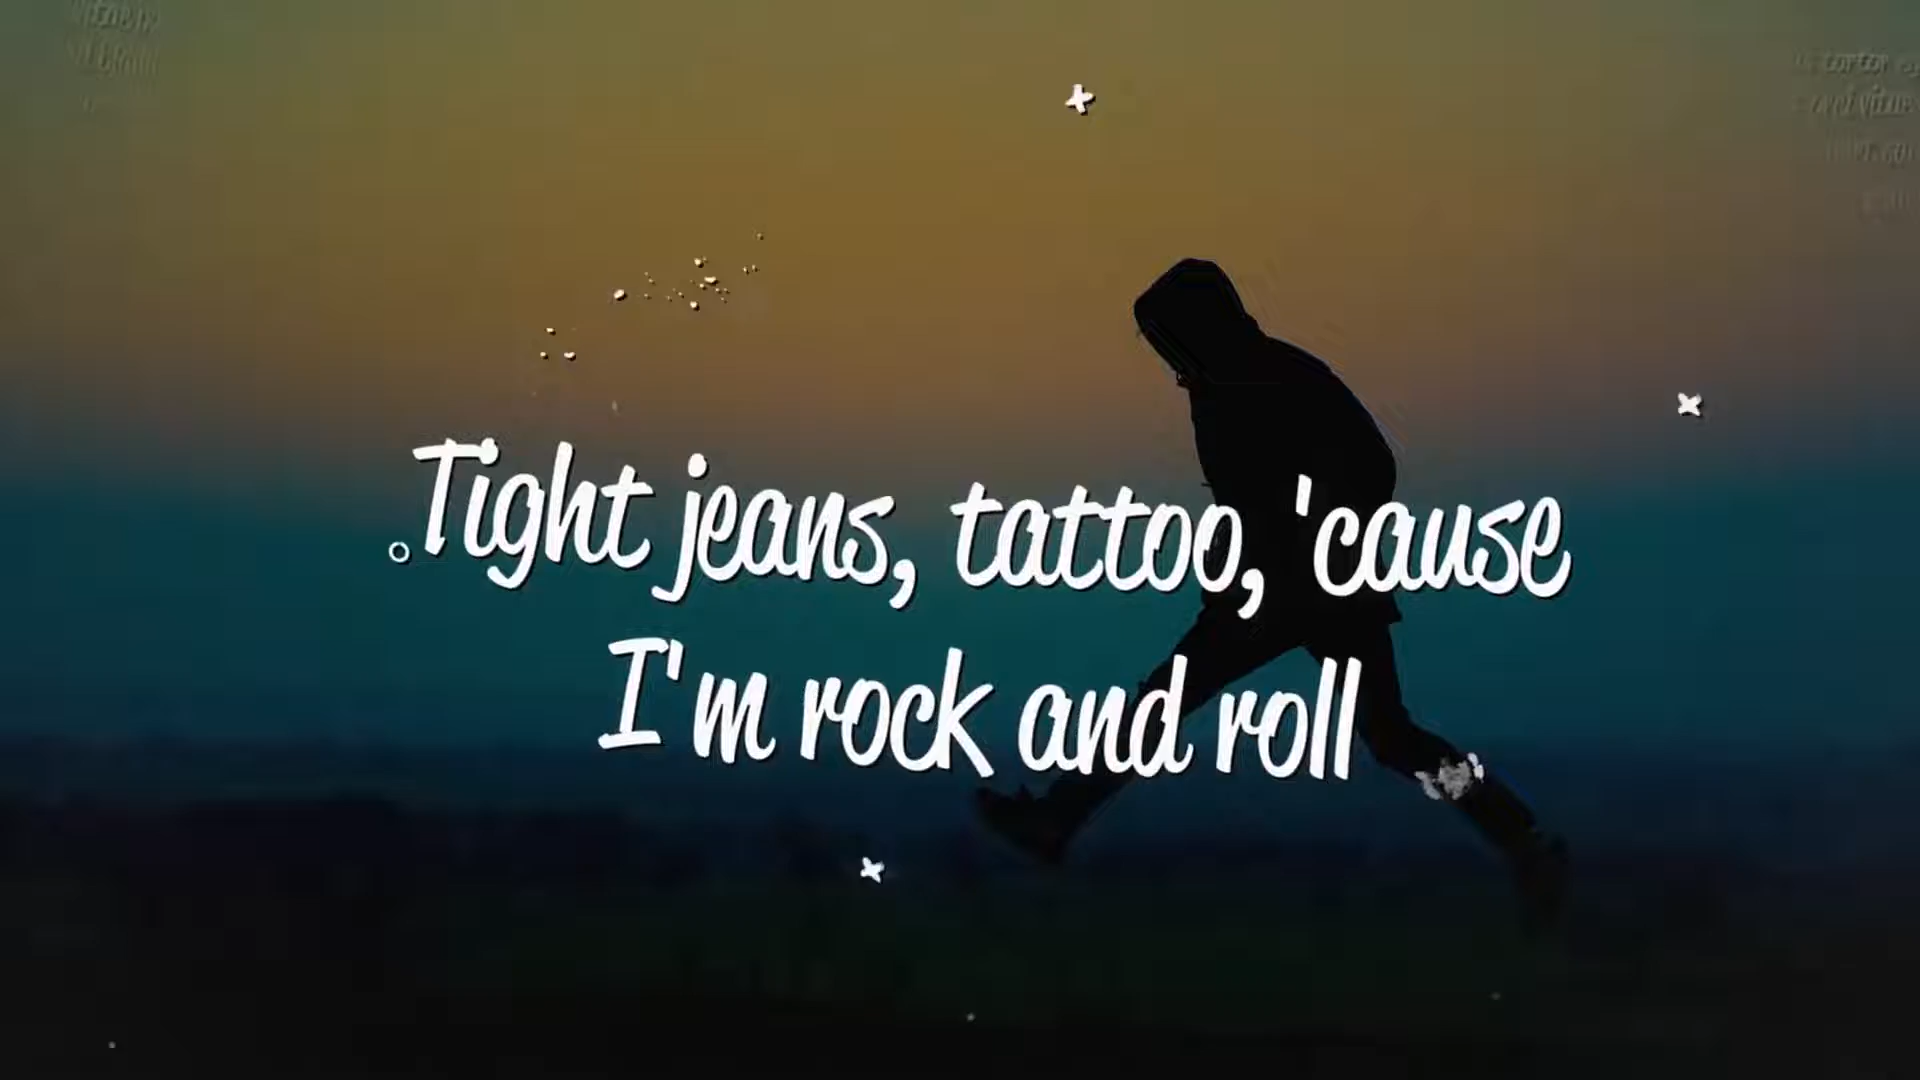 Tight jeans, tattoo, 'cause
I'm rock and roll